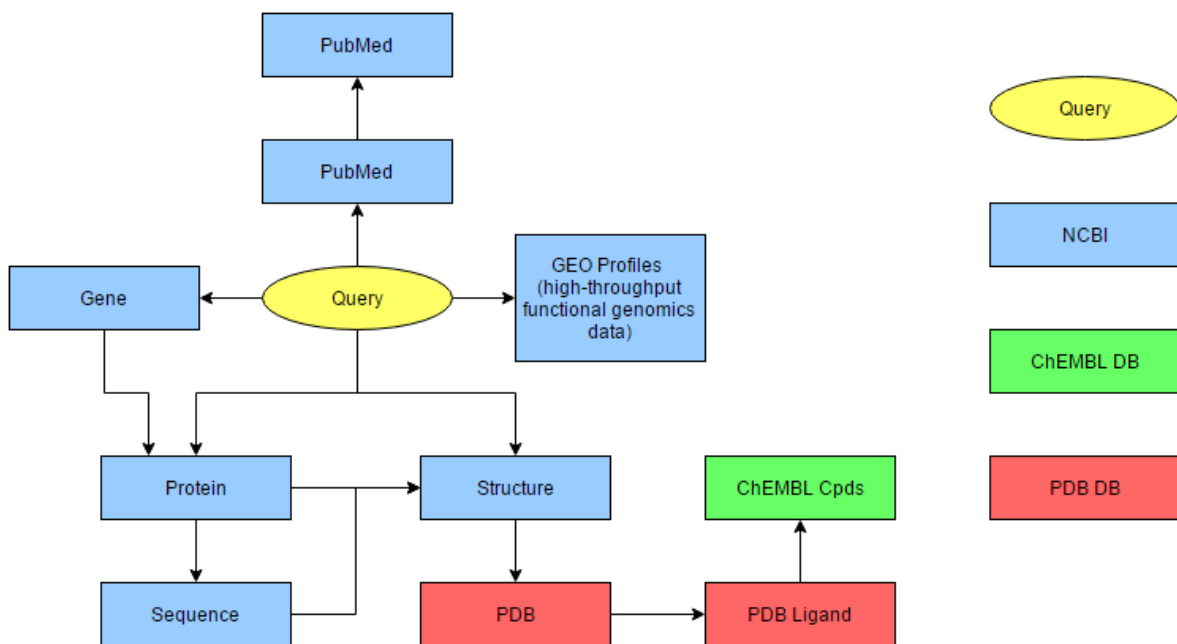 PubMed
Query
PubMed
NCBI
GEO Profiles
(high-throughput
functional genomics
data)
Gene
Query
ChEMBL DB
Protein
Structure
ChEMBL Cpds
PDB DB
Sequence
PDB
PDB Ligand